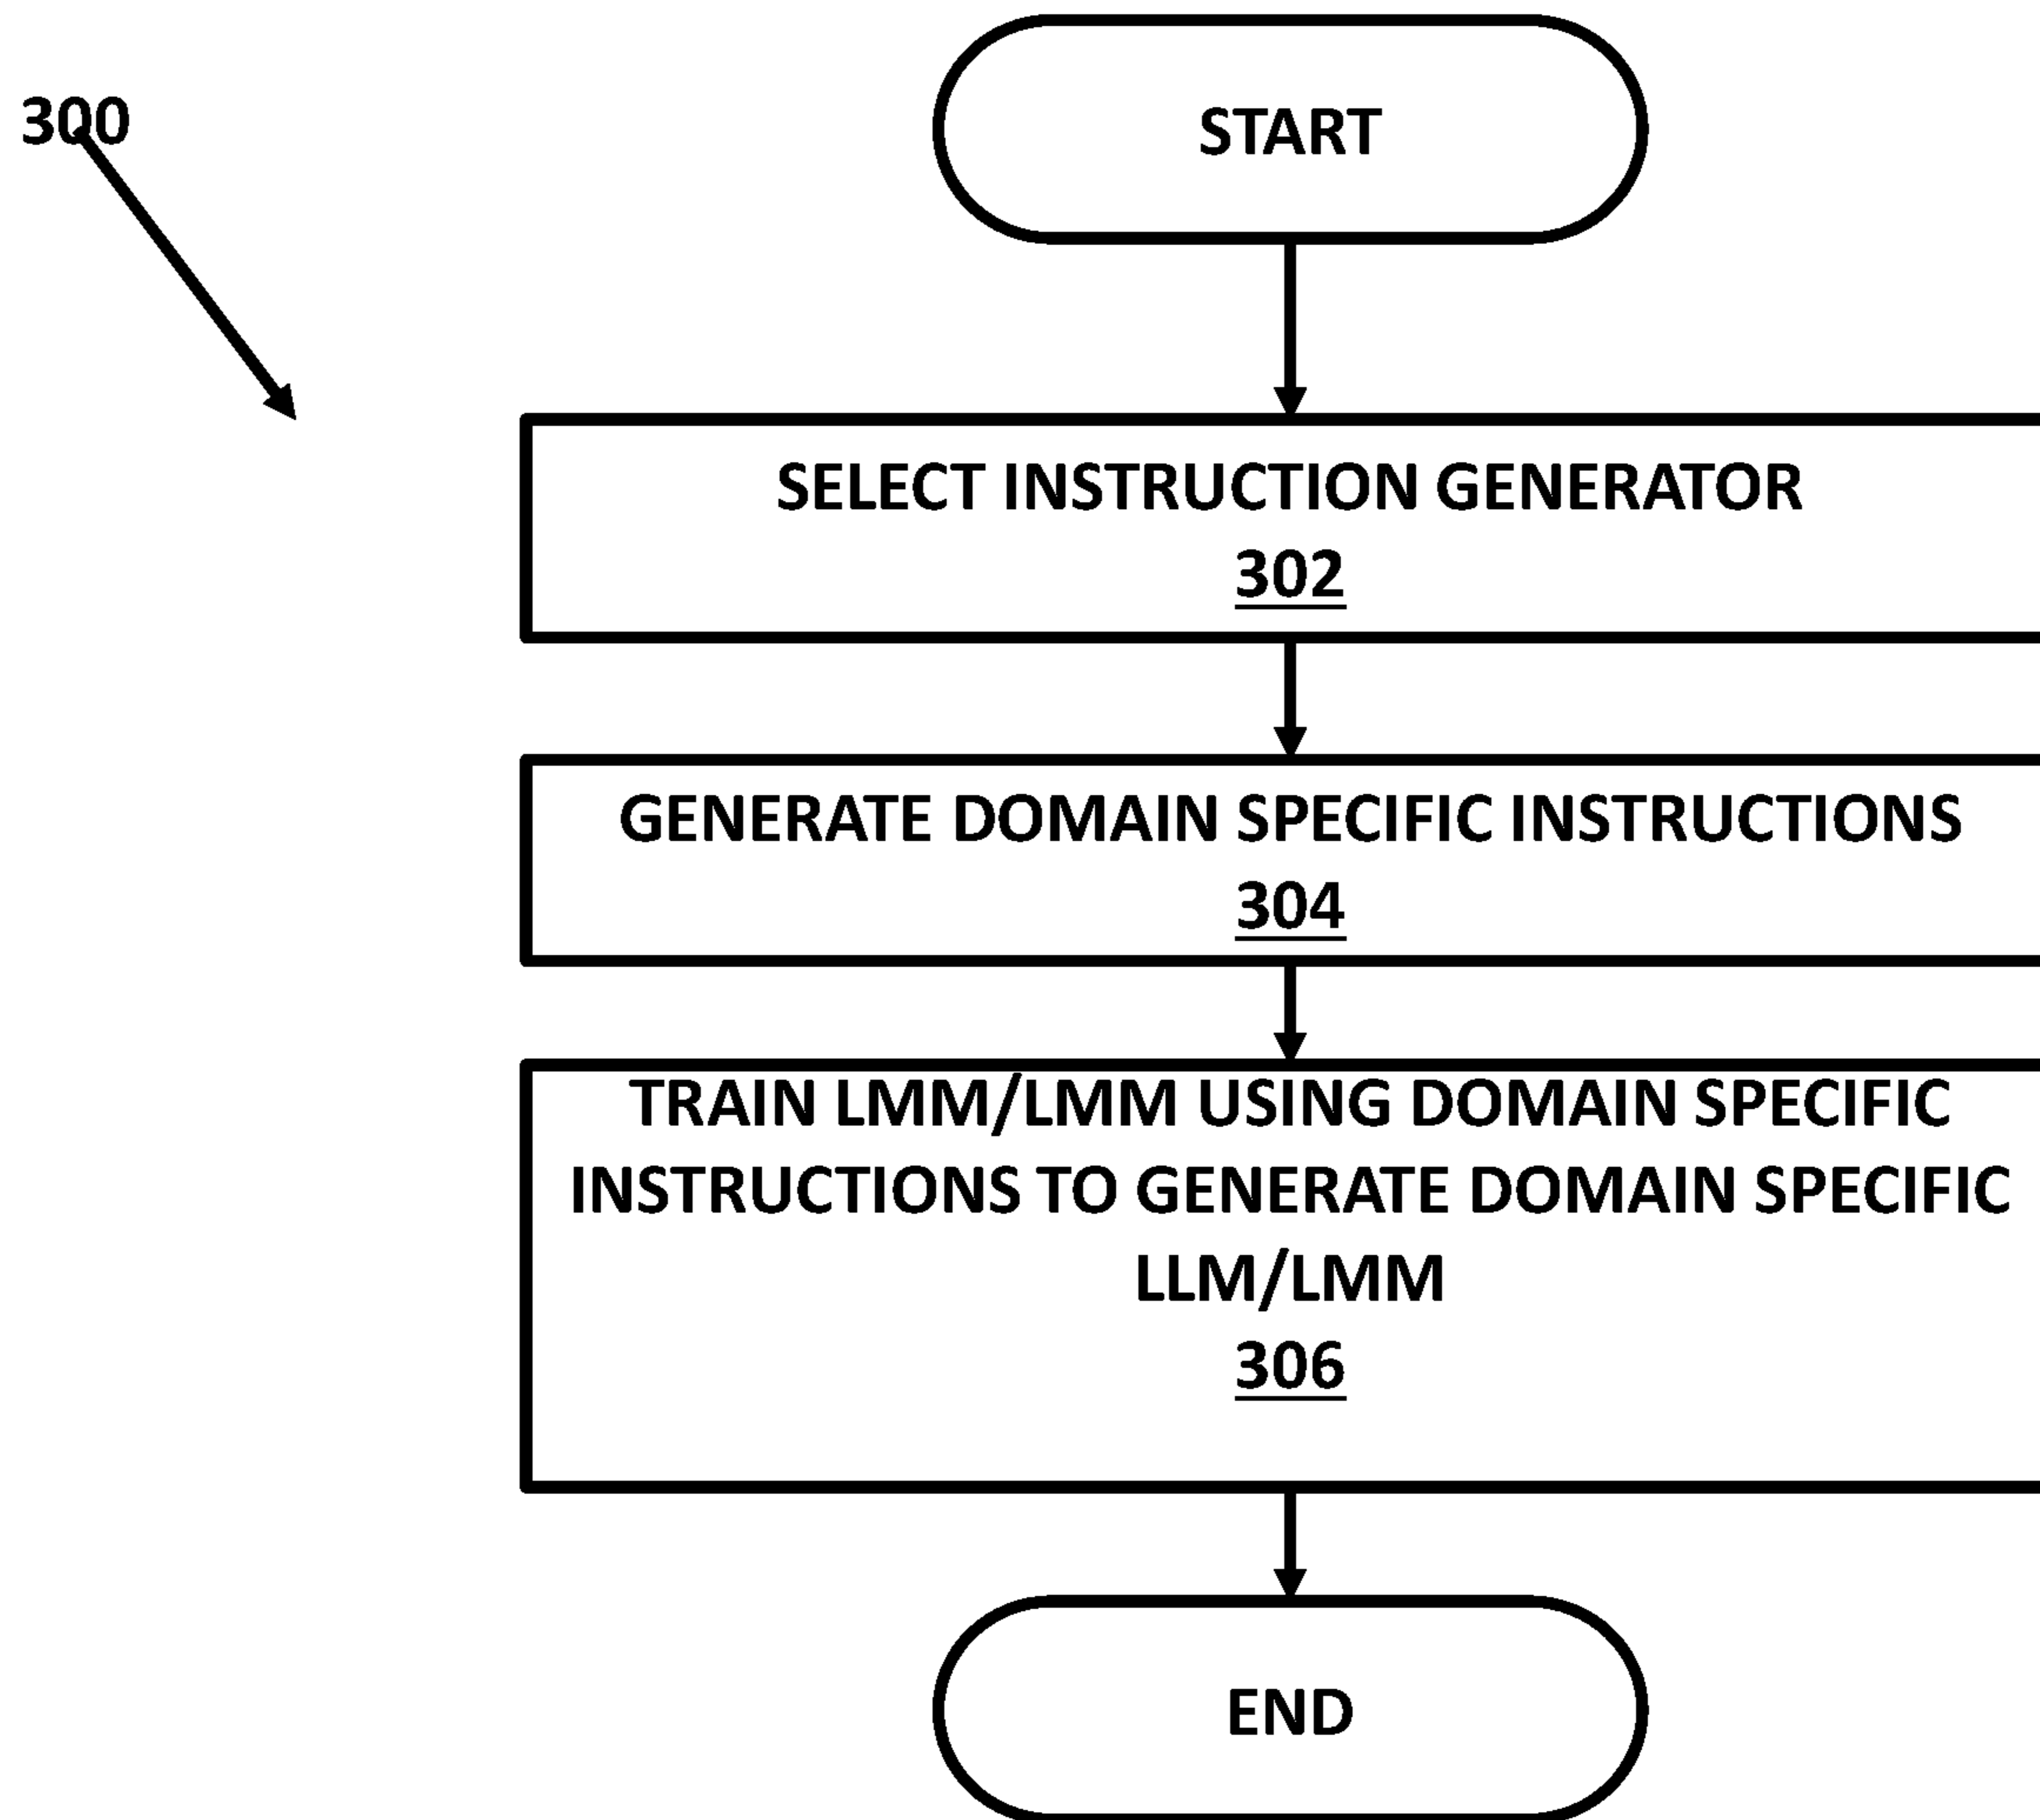 300
START
SELECT INSTRUCTION GENERATOR
302
GENERATE DOMAIN SPECIFIC INSTRUCTIONS
304
TRAIN LMM/LMM USING DOMAIN SPECIFIC
INSTRUCTIONS TO GENERATE DOMAIN SPECIFIC
LLM/LMM
306
END